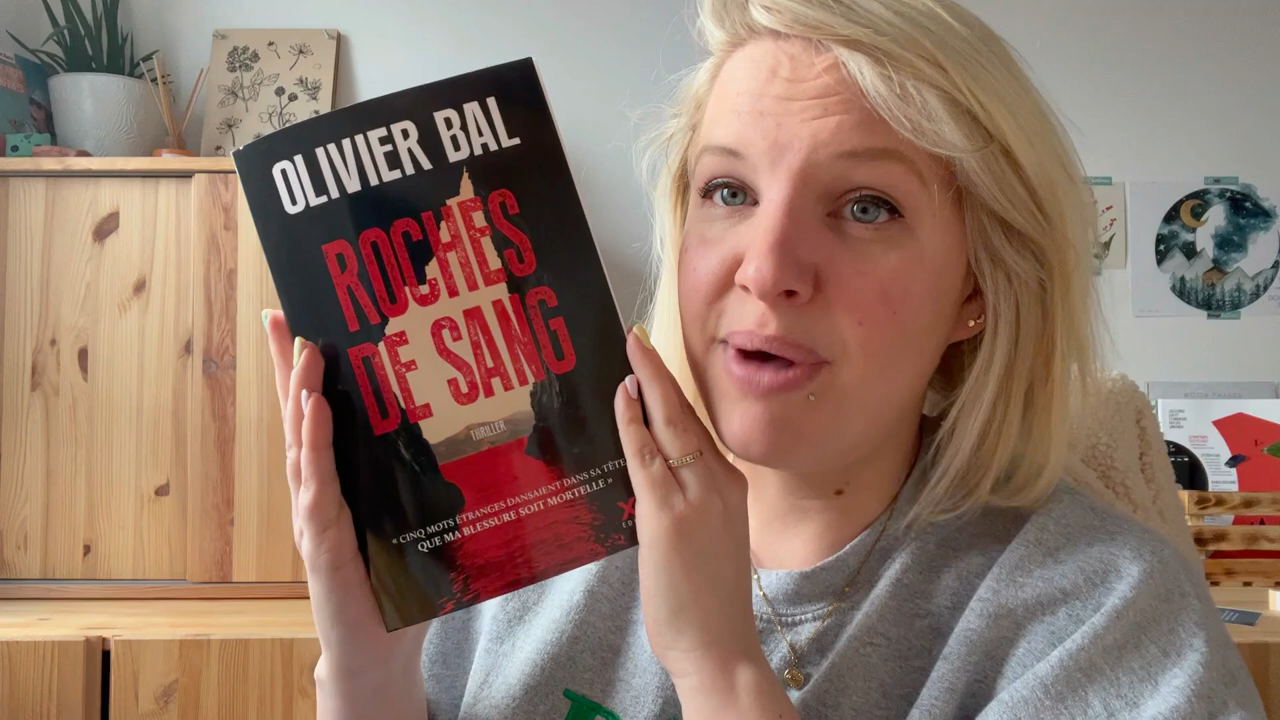 OLIVIER BAL
ROCHES
DE SANG
THRILLER
« CINQ MOTS ÉTRANGES DANSAIENT DANS SA TÊTE
QUE MA BLESSURE SOIT MORTELLE »